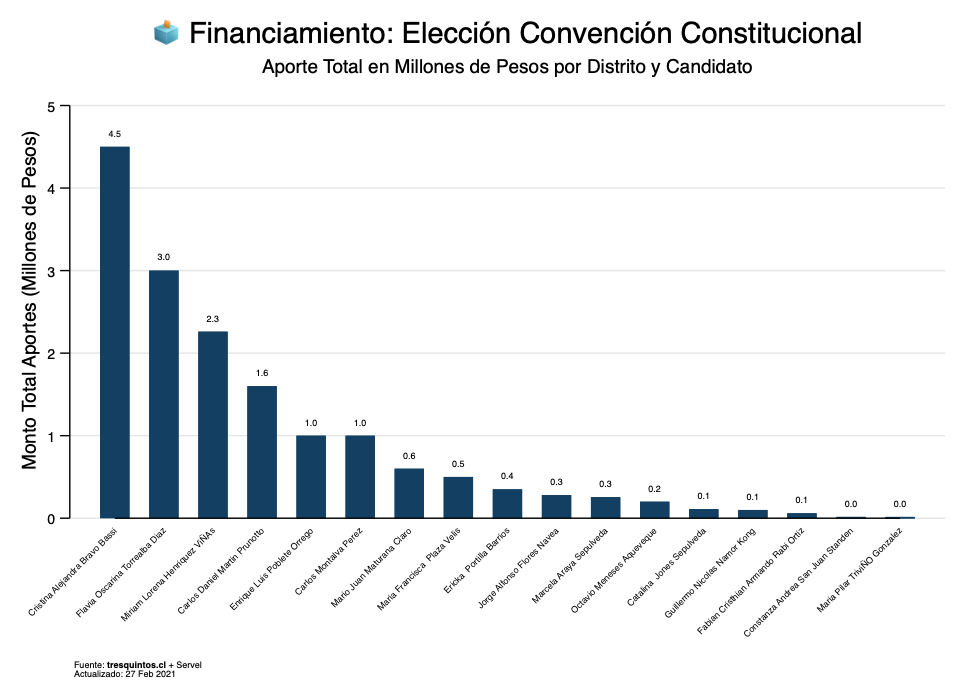 Financiamiento: Elección Convención Constitucional
Aporte Total en Millones de Pesos por Distrito y Candidato
Monto Total Aportes (Millones de Pesos)
5
4
3
2
1
0
4.5
3.0
2.3
1.6
1.0
1.0
0.6
0.5
0.4
0.3
0.3
0.2
0.1
0.1
0.1
0.0
0.0
Cristina Alejandra Bravo Bassi
Flavia Oscarina Torrealba Diaz
Miriam Lorena Henriquez ViÑAs
Carlos Daniel Martin Prunotto
Enrique Luis Poblete Orrego
Carlos Montalva Perez
Mario Juan Maturana Claro
Maria Francisca Plaza Velis
Ericka Portilla Barrios
Jorge Alfonso Flores Navea
Marcela Araya Sepulveda
Octavio Meneses Aqueveque
Catalina Jones Sepulveda
Guillermo Nicolas Namor Kong
Fabian Cristhian Armando Rabi Ortiz
Constanza Andrea San Juan Standen
Maria Pilar TriviÑO Gonzalez
Fuente: tresquintos.cl + Servel
Actualizado: 27 Feb 2021